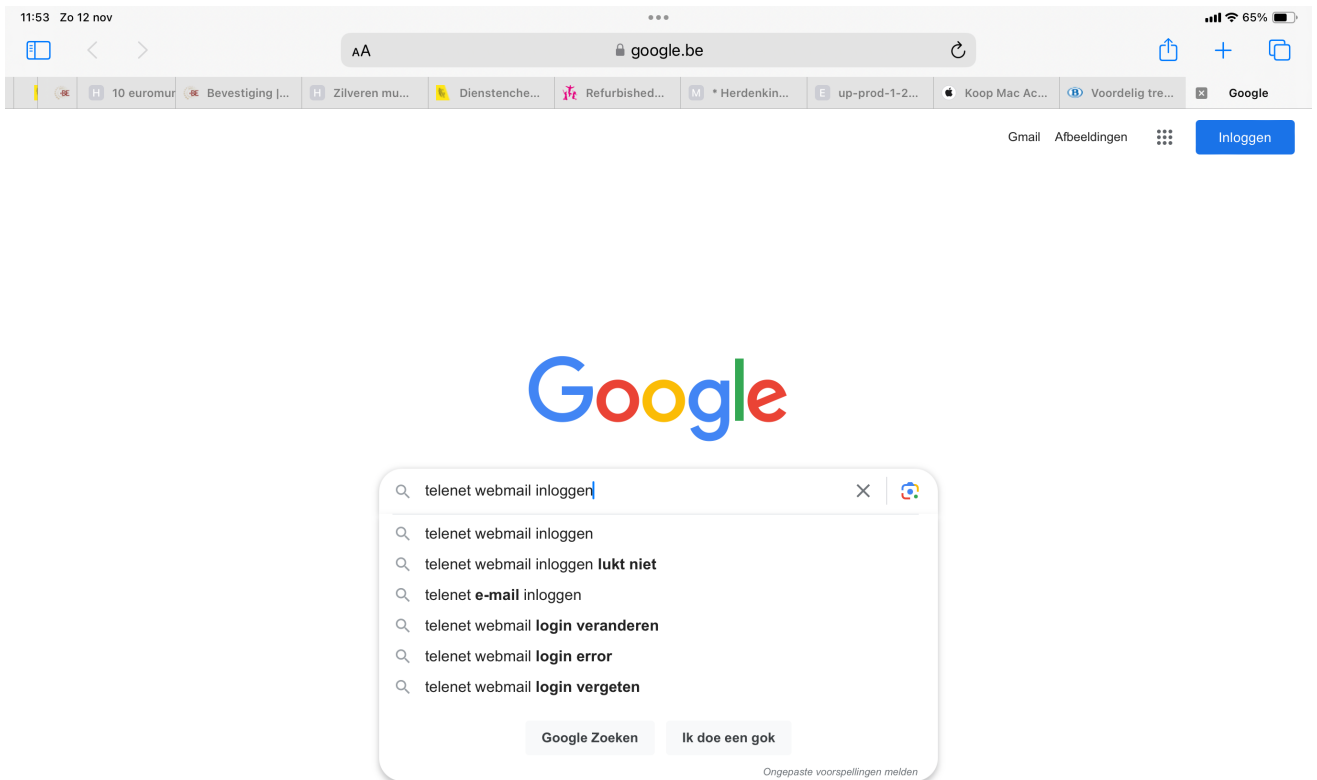 11:53 Zo 12 nov 65%
AA google.be
BE H 10 euromur BE Bevestiging |... H Zilveren mu... Dienstenche... Refurbished... M * Herdenkin... E up-prod-1-2... Koop Mac Ac... B Voordelig tre... Google
Gmail Afbeeldingen Inloggen
Google
telenet webmail inloggen
telenet webmail inloggen
telenet webmail inloggen lukt niet
telenet e-mail inloggen
telenet webmail login veranderen
telenet webmail login error
telenet webmail login vergeten
Google Zoeken Ik doe een gok
Ongepaste voorspellingen melden